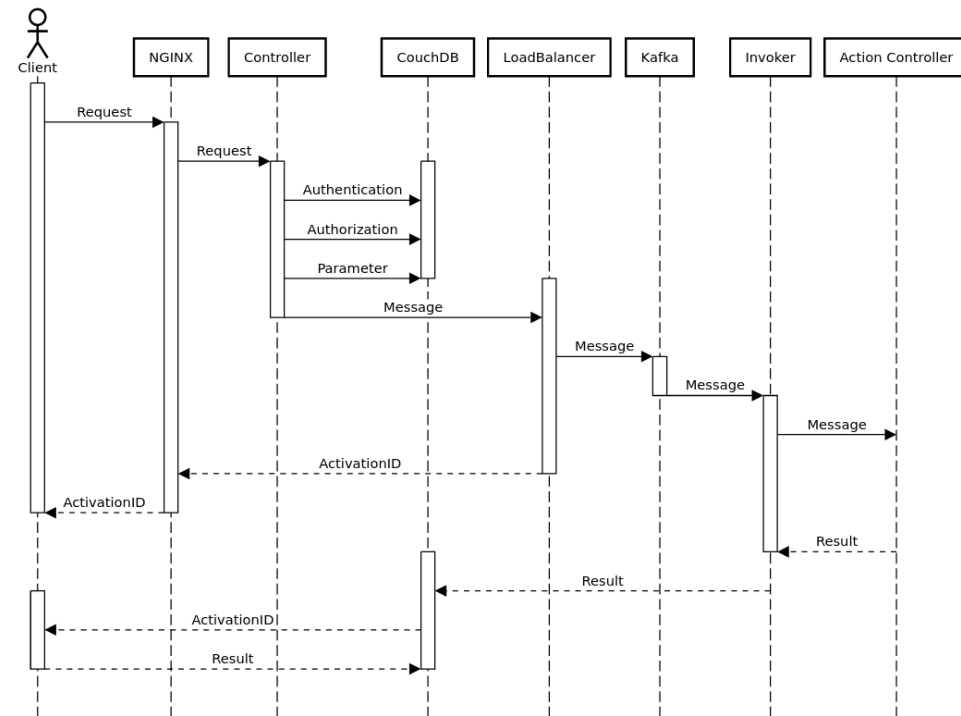 Client
NGINX
Controller
CouchDB
LoadBalancer
Kafka
Invoker
Action Controller
Request
Request
Authentication
Authorization
Parameter
Message
Message
Message
Message
ActivationID
ActivationID
Result
Result
ActivationID
Result